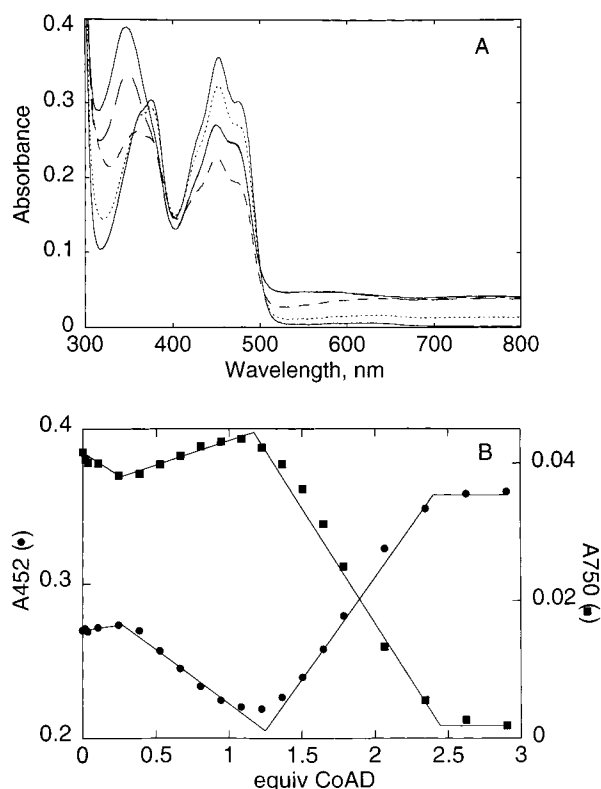 A
0.4
0.3
0.2
0.1
0
Absorbance
300 400 500 600 700 800
Wavelength, nm
B
0.4
0.3
0.2
A452 (●)
0.04
0.02
0
A750 (■)
0 0.5 1 1.5 2 2.5 3
equiv CoAD